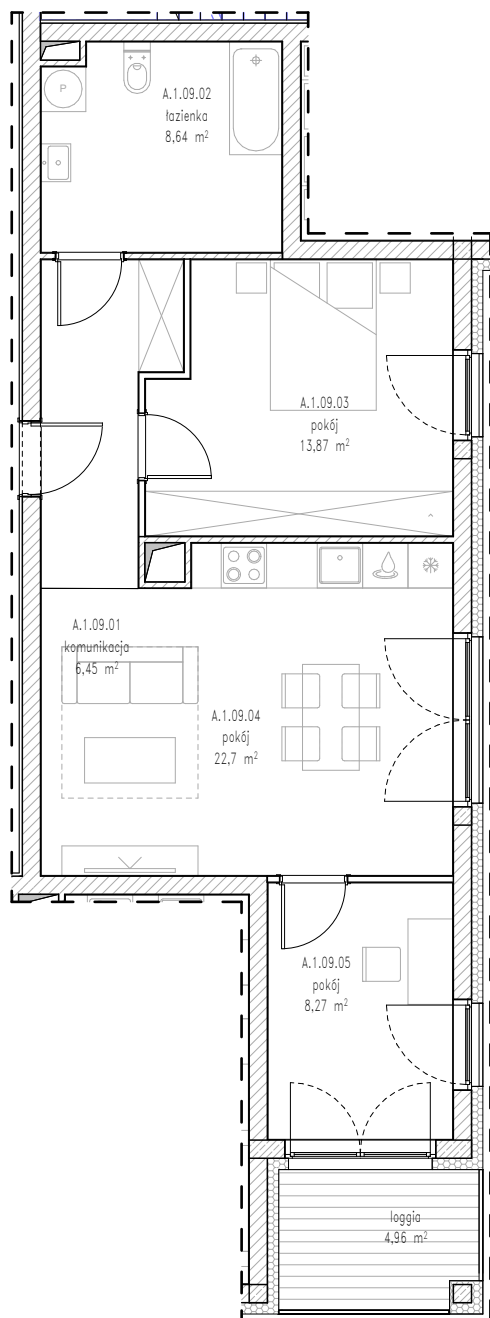 P
A.1.09.02
łazienka
8,64 m²
A.1.09.03
pokój
13,87 m²
A.1.09.01
komunikacja
6,45 m²
A.1.09.04
pokój
22,7 m²
A.1.09.05
pokój
8,27 m²
loggia
4,96 m²